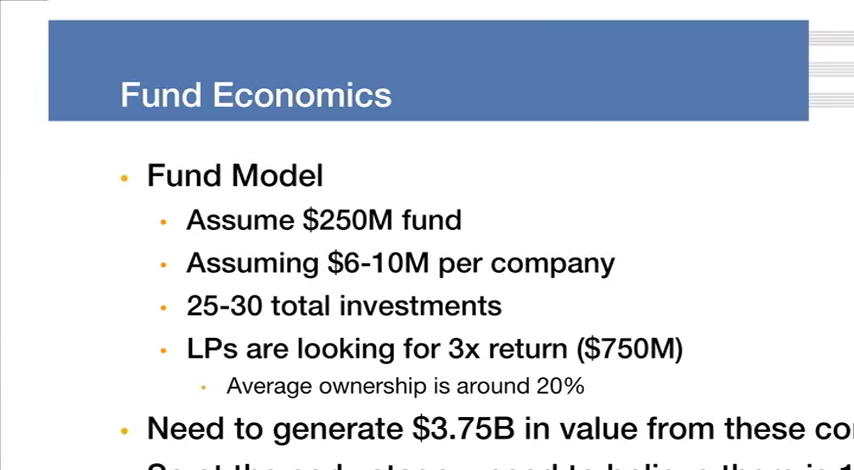 Fund Economics
• Fund Model
• Assume $250M fund
• Assuming $6-10M per company
• 25-30 total investments
• LPs are looking for 3x return ($750M)
• Average ownership is around 20%
• Need to generate $3.75B in value from these